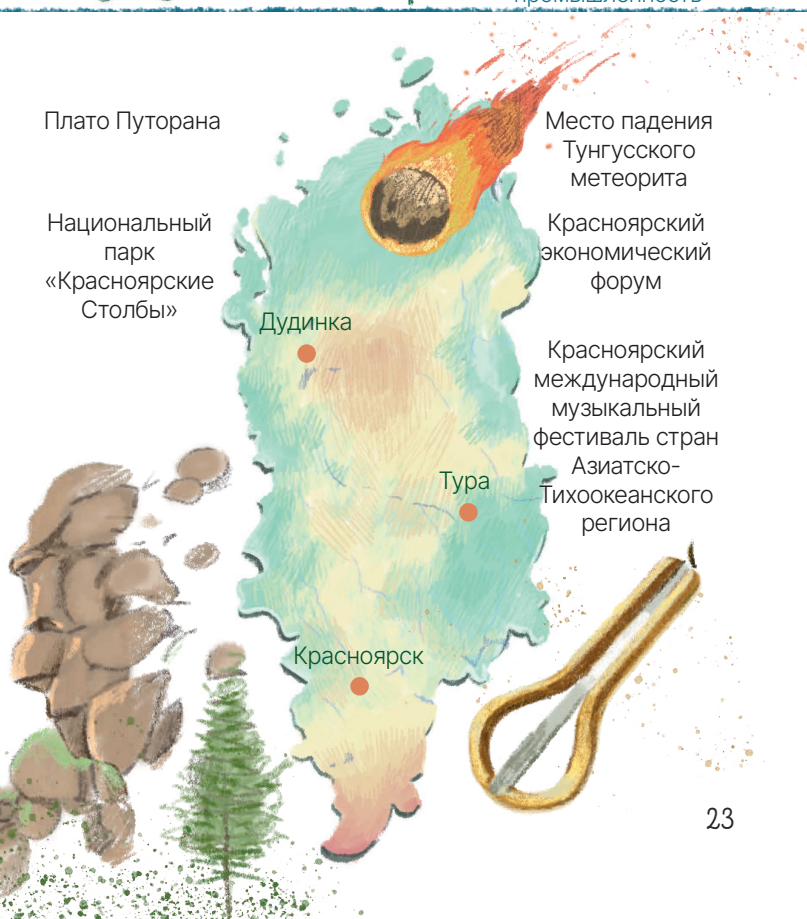 промышленность
Плато Путорана
Место падения
Тунгусского
метеорита
Национальный
парк
«Красноярские
Столбы»
Красноярский
экономический
форум
Дудинка
Красноярский
международный
музыкальный
фестиваль стран
Азиатско-
Тихоокеанского
региона
Тура
Красноярск
23